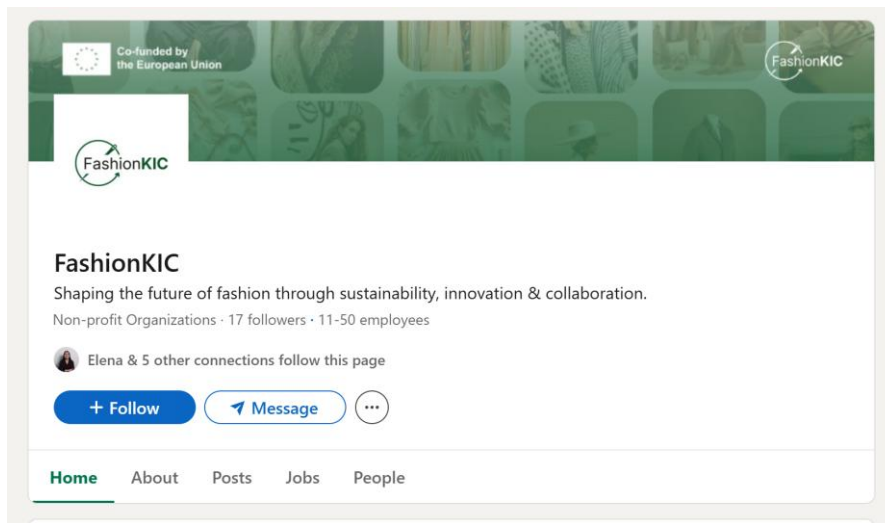 Co-funded by
the European Union
FashionKIC
FashionKIC
FashionKIC
Shaping the future of fashion through sustainability, innovation & collaboration.
Non-profit Organizations · 17 followers · 11-50 employees
Elena & 5 other connections follow this page
+ Follow
Message
Home About Posts Jobs People